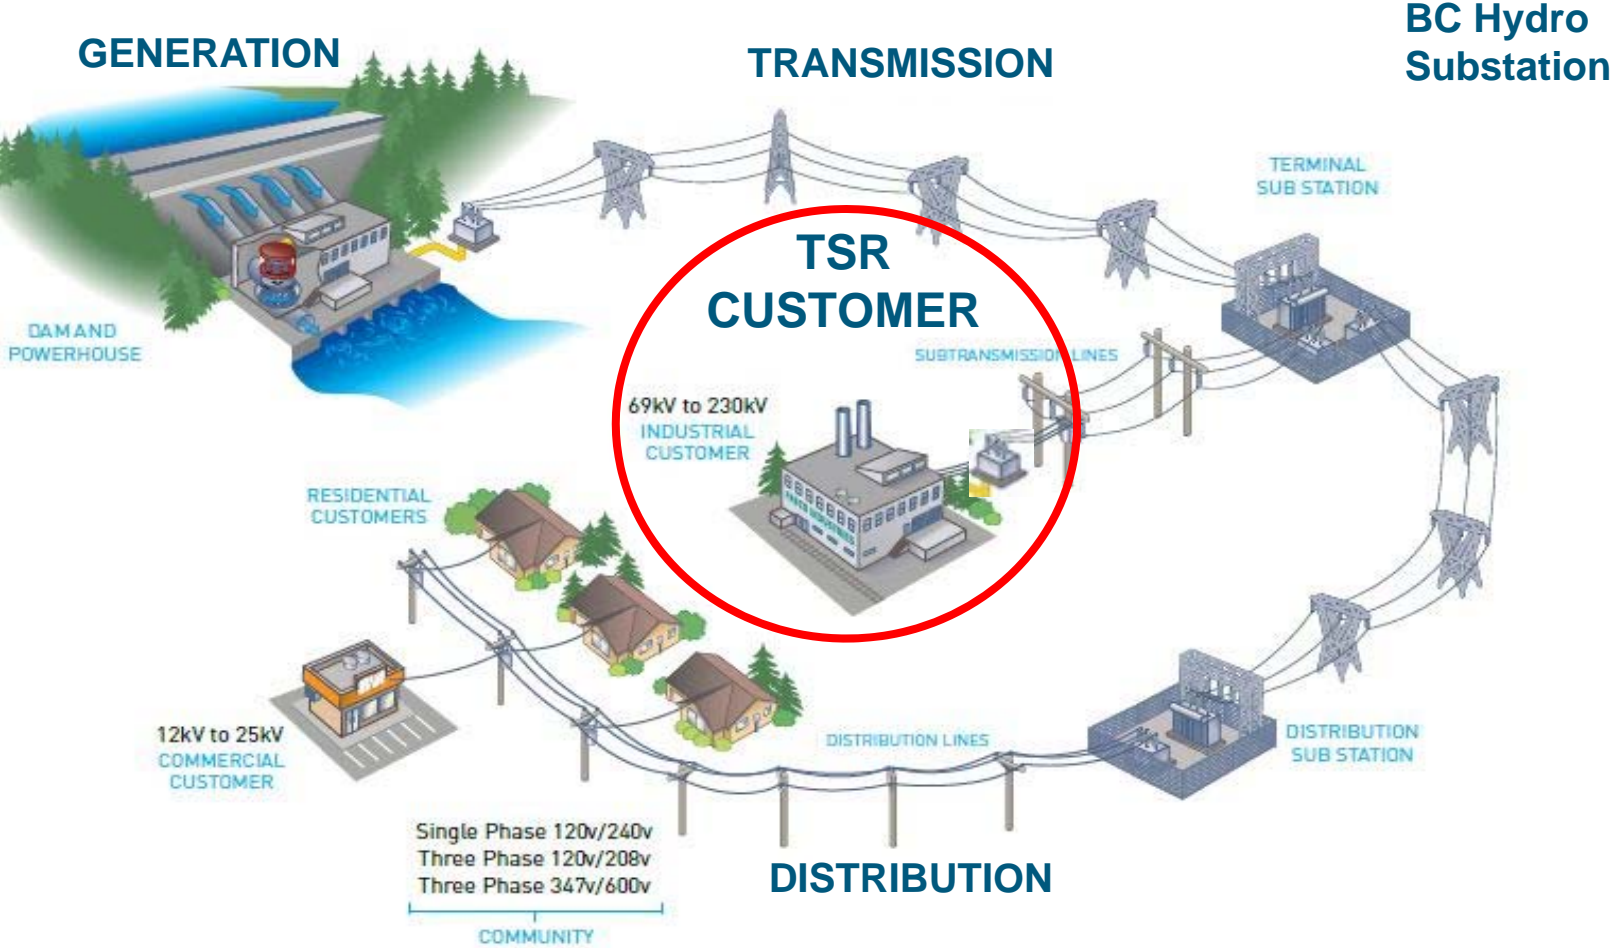 BC Hydro
Substation
GENERATION
TRANSMISSION
TERMINAL
SUB STATION
TSR
CUSTOMER
DAM AND
POWERHOUSE
SUBTRANSMISSION LINES
69kV to 230kV
INDUSTRIAL
CUSTOMER
RESIDENTIAL
CUSTOMERS
12kV to 25kV
COMMERCIAL
CUSTOMER
DISTRIBUTION LINES
DISTRIBUTION
SUB STATION
Single Phase 120v/240v
Three Phase 120v/208v
Three Phase 347v/600v
COMMUNITY
DISTRIBUTION